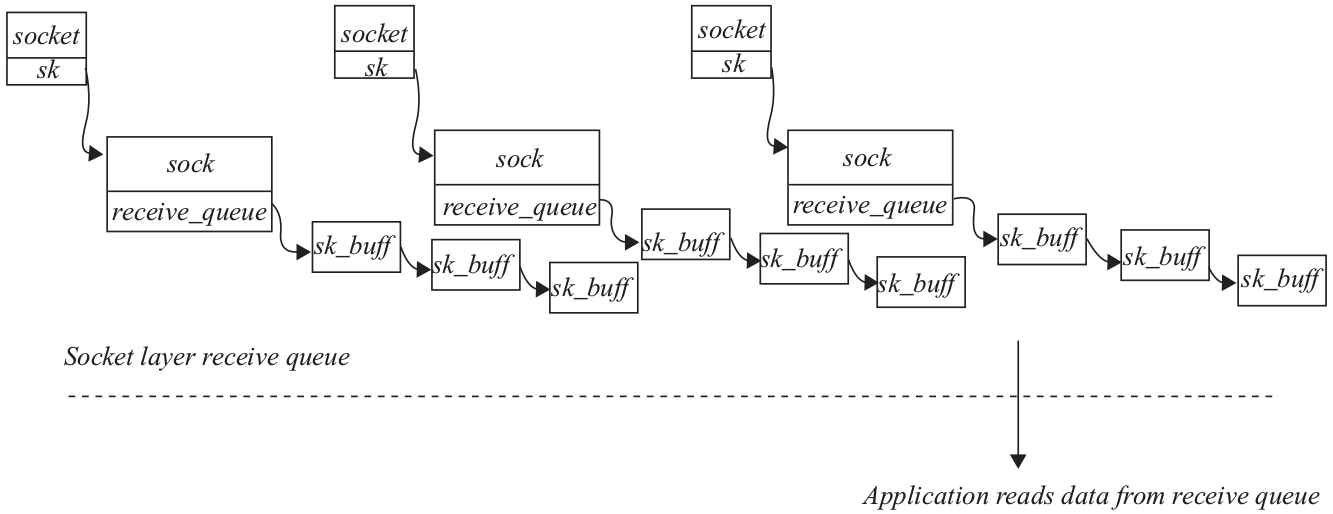 socket
sk
socket
sk
socket
sk
sock
receive_queue
sock
receive_queue
sock
receive_queue
sk_buff
sk_buff
sk_buff
sk_buff
sk_buff
sk_buff
sk_buff
sk_buff
sk_buff
Socket layer receive queue
Application reads data from receive queue